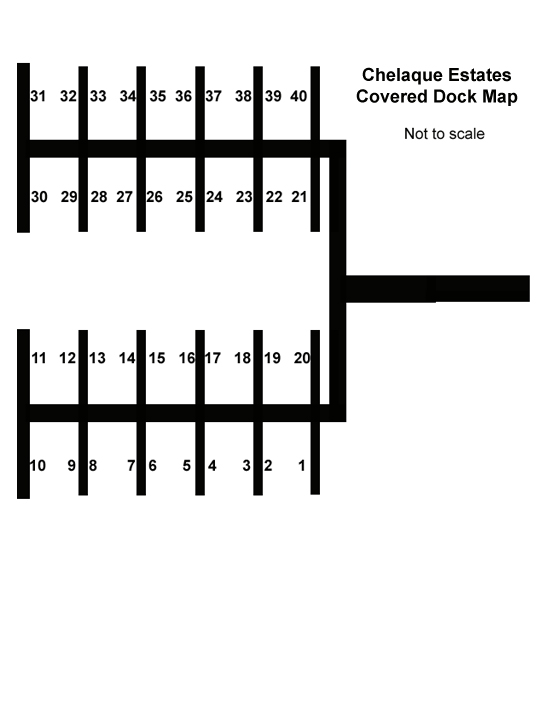 Chelaque Estates
Covered Dock Map
Not to scale
31 32 33 34 35 36 37 38 39 40
30 29 28 27 26 25 24 23 22 21
11 12 13 14 15 16 17 18 19 20
10 9 8 7 6 5 4 3 2 1